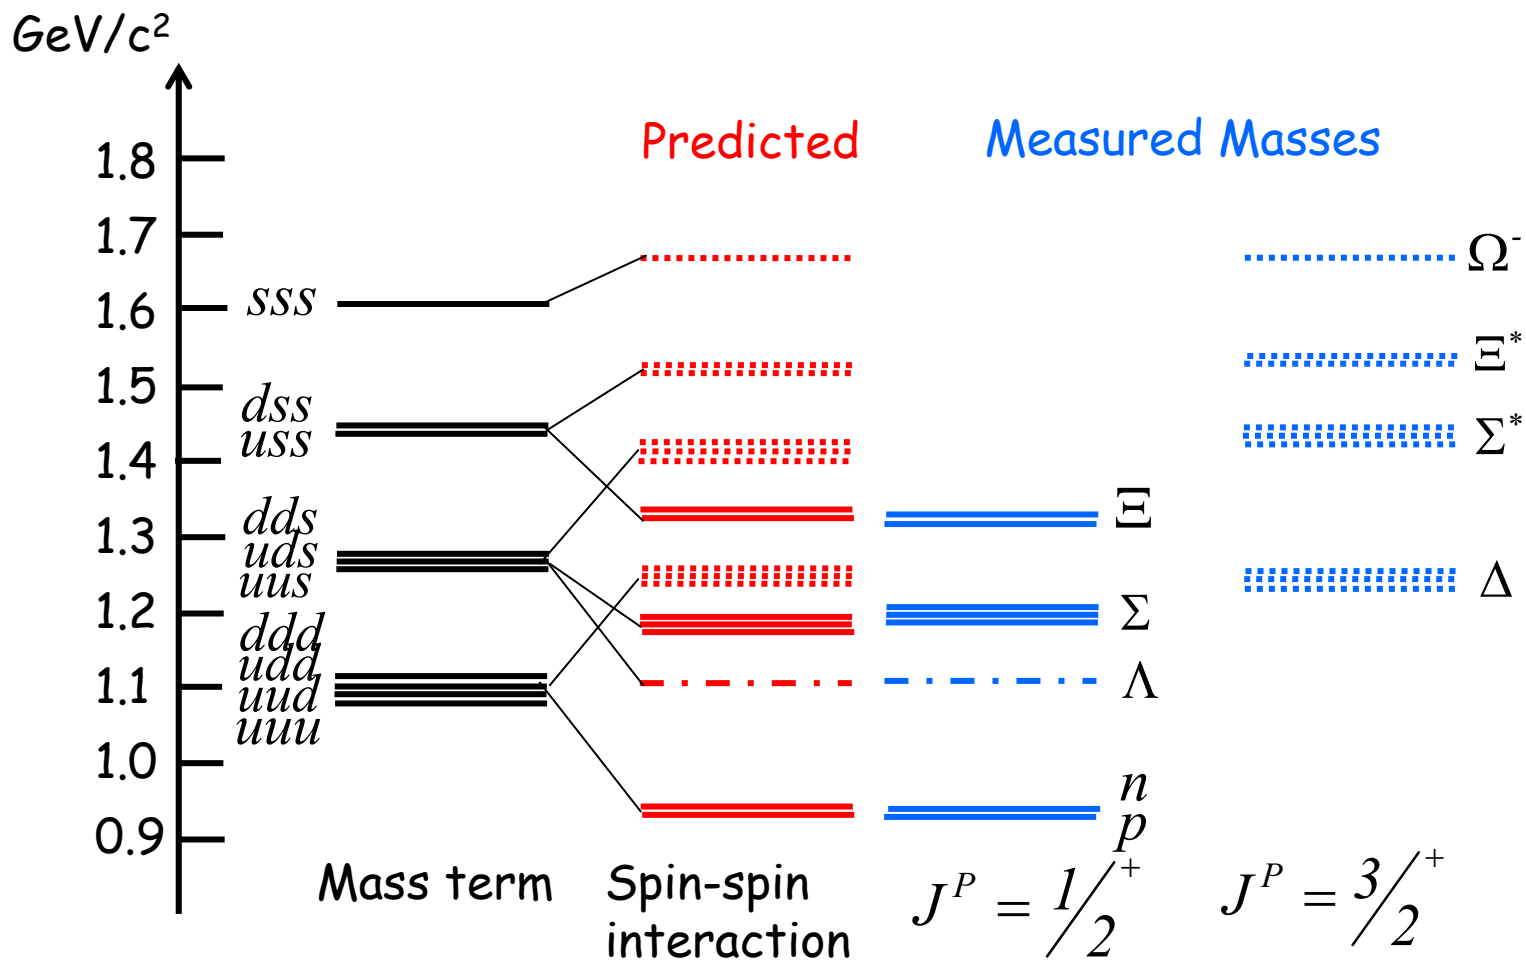 GeV/c²
Predicted
Measured Masses
1.8
1.7
1.6
1.5
1.4
1.3
1.2
1.1
1.0
0.9
sss
dss
uss
dds
uds
uus
ddd
udd
uud
uuu
Ξ
Σ
Λ
n
p
Ω⁻
Ξ*
Σ*
Δ
Mass term
Spin-spin
interaction
J^P = 1/2^+
J^P = 3/2^+